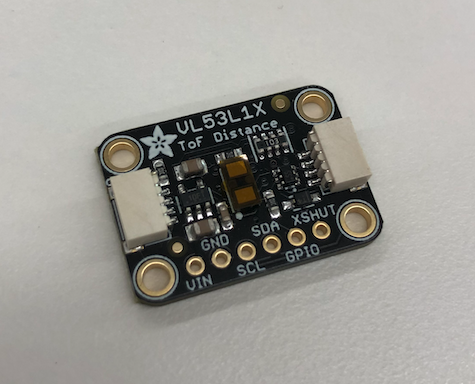 VL53L1X
ToF Distance
GND
SDA
XSHUT
VIN
SCL
GPIO